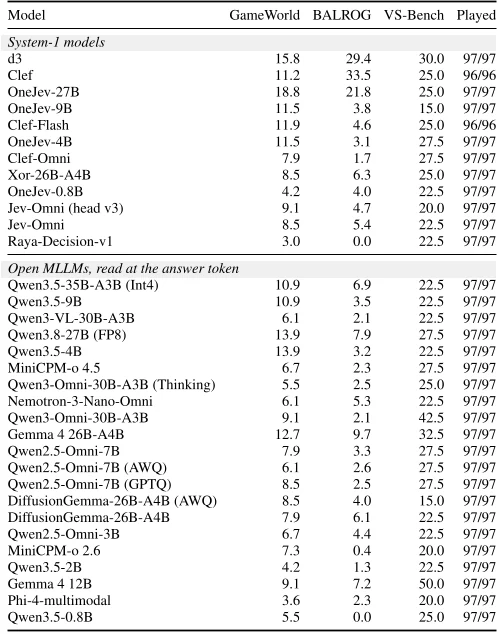 Model GameWorld BALROG VS-Bench Played
System-1 models
d3 15.8 29.4 30.0 97/97
Clef 11.2 33.5 25.0 96/96
OneJev-27B 18.8 21.8 25.0 97/97
OneJev-9B 11.5 3.8 15.0 97/97
Clef-Flash 11.9 4.6 25.0 96/96
OneJev-4B 11.5 3.1 27.5 97/97
Clef-Omni 7.9 1.7 27.5 97/97
Xor-26B-A4B 8.5 6.3 25.0 97/97
OneJev-0.8B 4.2 4.0 22.5 97/97
Jev-Omni (head v3) 9.1 4.7 20.0 97/97
Jev-Omni 8.5 5.4 22.5 97/97
Raya-Decision-v1 3.0 0.0 22.5 97/97
Open MLLMs, read at the answer token
Qwen3.5-35B-A3B (Int4) 10.9 6.9 22.5 97/97
Qwen3.5-9B 10.9 3.5 22.5 97/97
Qwen3-VL-30B-A3B 6.1 2.1 22.5 97/97
Qwen3.8-27B (FP8) 13.9 7.9 27.5 97/97
Qwen3.5-4B 13.9 3.2 22.5 97/97
MiniCPM-o 4.5 6.7 2.3 27.5 97/97
Qwen3-Omni-30B-A3B (Thinking) 5.5 2.5 25.0 97/97
Nemotron-3-Nano-Omni 6.1 5.3 22.5 97/97
Qwen3-Omni-30B-A3B 9.1 2.1 42.5 97/97
Gemma 4 26B-A4B 12.7 9.7 32.5 97/97
Qwen2.5-Omni-7B 7.9 3.3 27.5 97/97
Qwen2.5-Omni-7B (AWQ) 6.1 2.6 27.5 97/97
Qwen2.5-Omni-7B (GPTQ) 8.5 2.5 27.5 97/97
DiffusionGemma-26B-A4B (AWQ) 8.5 4.0 15.0 97/97
DiffusionGemma-26B-A4B 7.9 6.1 22.5 97/97
Qwen2.5-Omni-3B 6.7 4.4 22.5 97/97
MiniCPM-o 2.6 7.3 0.4 20.0 97/97
Qwen3.5-2B 4.2 1.3 22.5 97/97
Gemma 4 12B 9.1 7.2 50.0 97/97
Phi-4-multimodal 3.6 2.3 20.0 97/97
Qwen3.5-0.8B 5.5 0.0 25.0 97/97